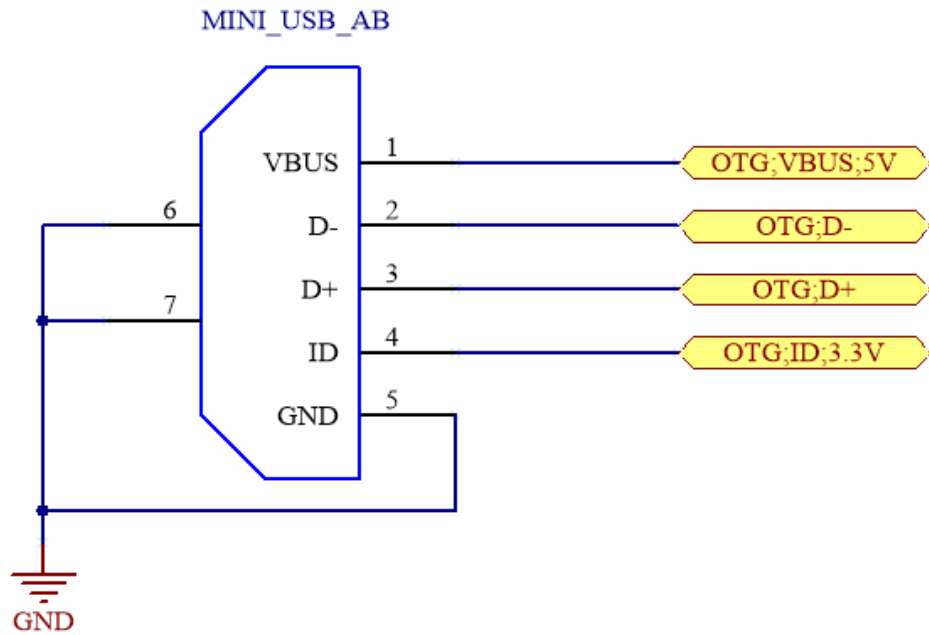 MINI_USB_AB
VBUS 1 OTG;VBUS;5V
6 D- 2 OTG;D-
D+ 3 OTG;D+
7 ID 4 OTG;ID;3.3V
GND 5
GND